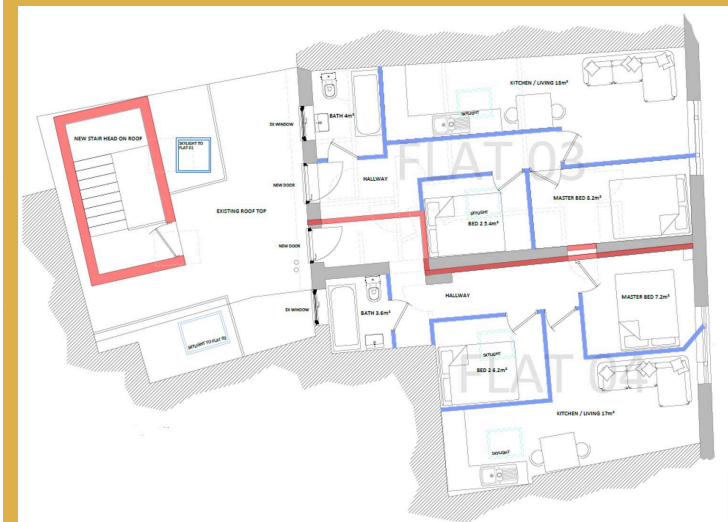 KITCHEN / LIVING 18m²
SKYLIGHT
BATH 4m²
EX WINDOW
NEW STAIR HEAD ON ROOF
SKYLIGHT TO
FLAT 01
FLAT 03
HALLWAY
NEW DOOR
MASTER BED 8.2m²
EXISTING ROOF TOP
SKYLIGHT
BED 2 5.4m²
NEW DOOR
HALLWAY
MASTER BED 7.2m²
EX WINDOW
BATH 3.6m²
SKYLIGHT TO FLAT 02
SKYLIGHT
BED 2 6.2m²
FLAT 04
KITCHEN / LIVING 17m²
SKYLIGHT